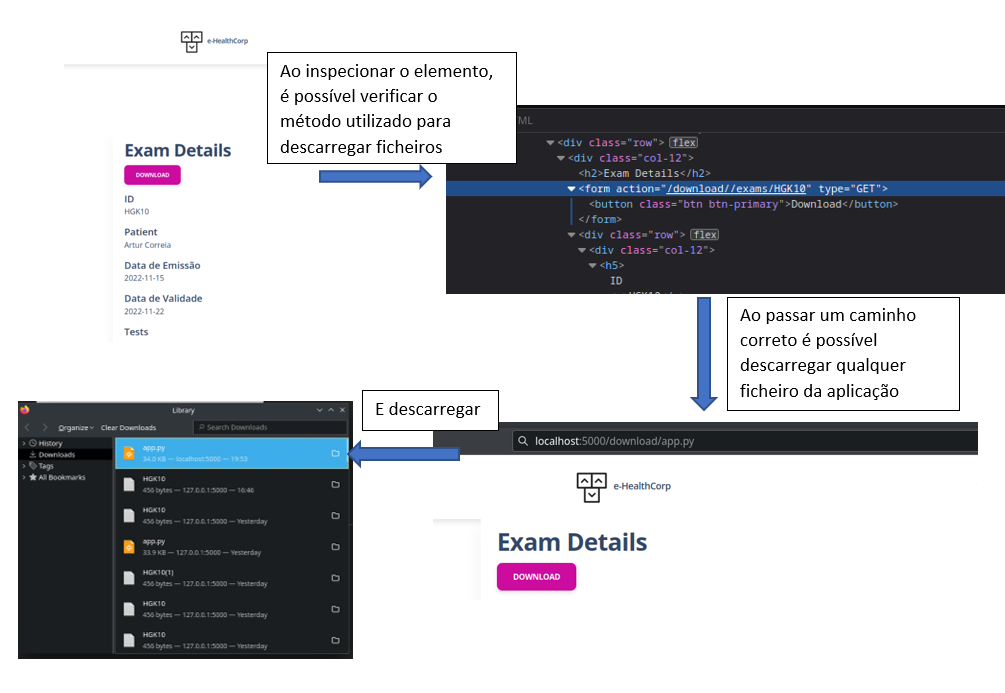 e-HealthCorp
Ao inspecionar o elemento,
é possível verificar o
método utilizado para
descarregar ficheiros
Exam Details
DOWNLOAD
ID
HGK10
Patient
Artur Correia
Data de Emissão
2022-11-15
Data de Validade
2022-11-22
Tests
ML
<div class="row"> flex
<div class="col-12">
<h2>Exam Details</h2>
<form action="/download//exams/HGK10" type="GET">
<button class="btn btn-primary">Download</button>
</form>
<div class="row"> flex
<div class="col-12">
<h5>
ID
Ao passar um caminho
correto é possível
descarregar qualquer
ficheiro da aplicação
E descarregar
localhost:5000/download/app.py
e-HealthCorp
Exam Details
DOWNLOAD
Library
Organize Clear Downloads Search Downloads
History
Downloads
Tags
All Bookmarks
app.py
34.0 KB — localhost:5000 — 19:53
HGK10
456 bytes — 127.0.0.1:5000 — 16:46
HGK10
456 bytes — 127.0.0.1:5000 — Yesterday
app.py
33.9 KB — 127.0.0.1:5000 — Yesterday
HGK10(1)
456 bytes — 127.0.0.1:5000 — Yesterday
HGK10
456 bytes — 127.0.0.1:5000 — Yesterday
HGK10
456 bytes — 127.0.0.1:5000 — Yesterday